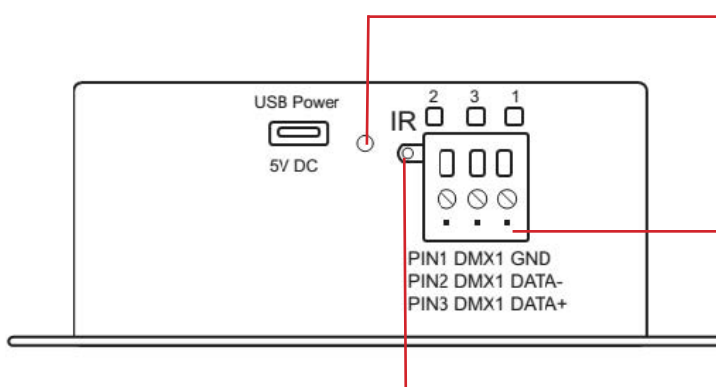 USB Power
5V DC
IR
2 3 1
PIN1 DMX1 GND
PIN2 DMX1 DATA-
PIN3 DMX1 DATA+